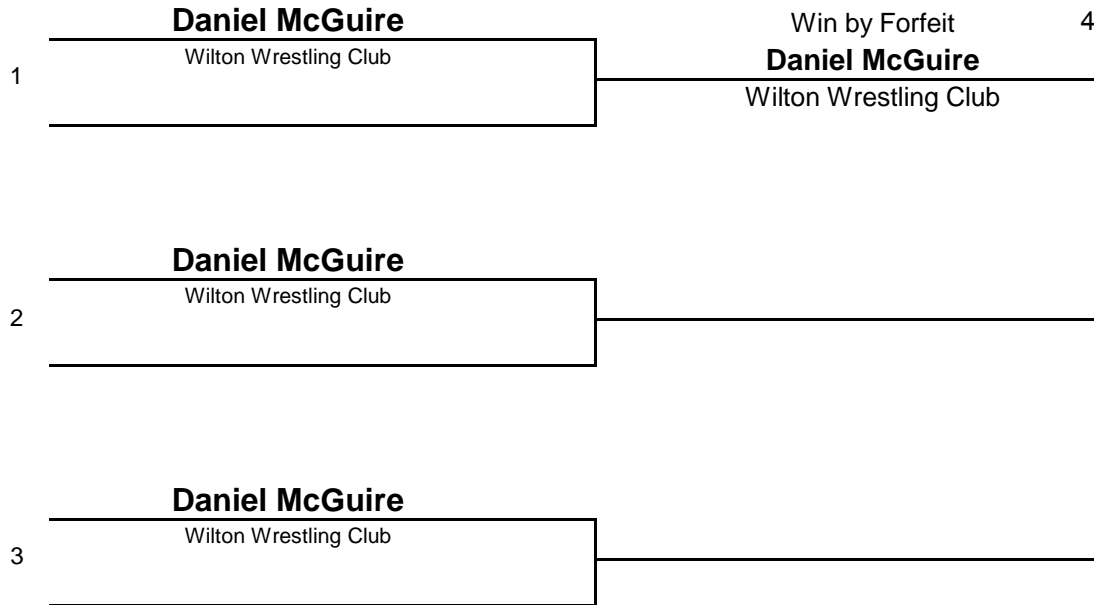 Daniel McGuire
Wilton Wrestling Club
1
Win by Forfeit 4
Daniel McGuire
Wilton Wrestling Club
Daniel McGuire
Wilton Wrestling Club
2
Daniel McGuire
Wilton Wrestling Club
3